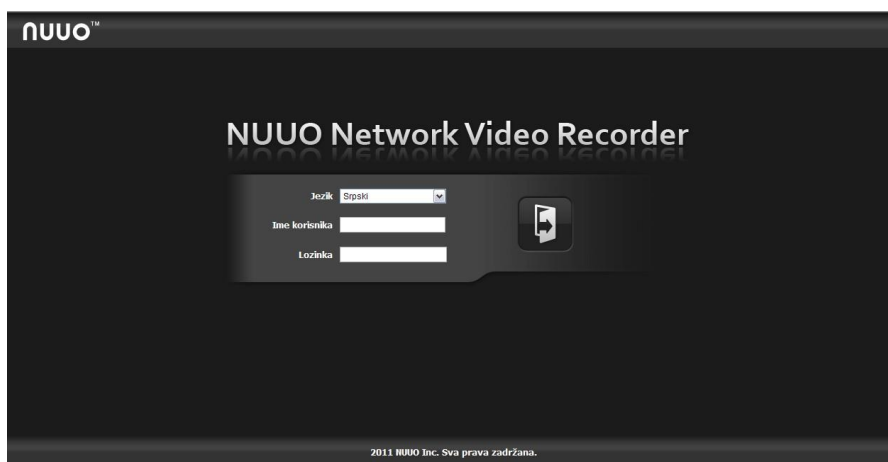 NUUO™
NUUO Network Video Recorder
Jezik Srpski
Ime korisnika
Lozinka
2011 NUUO Inc. Sva prava zadržana.